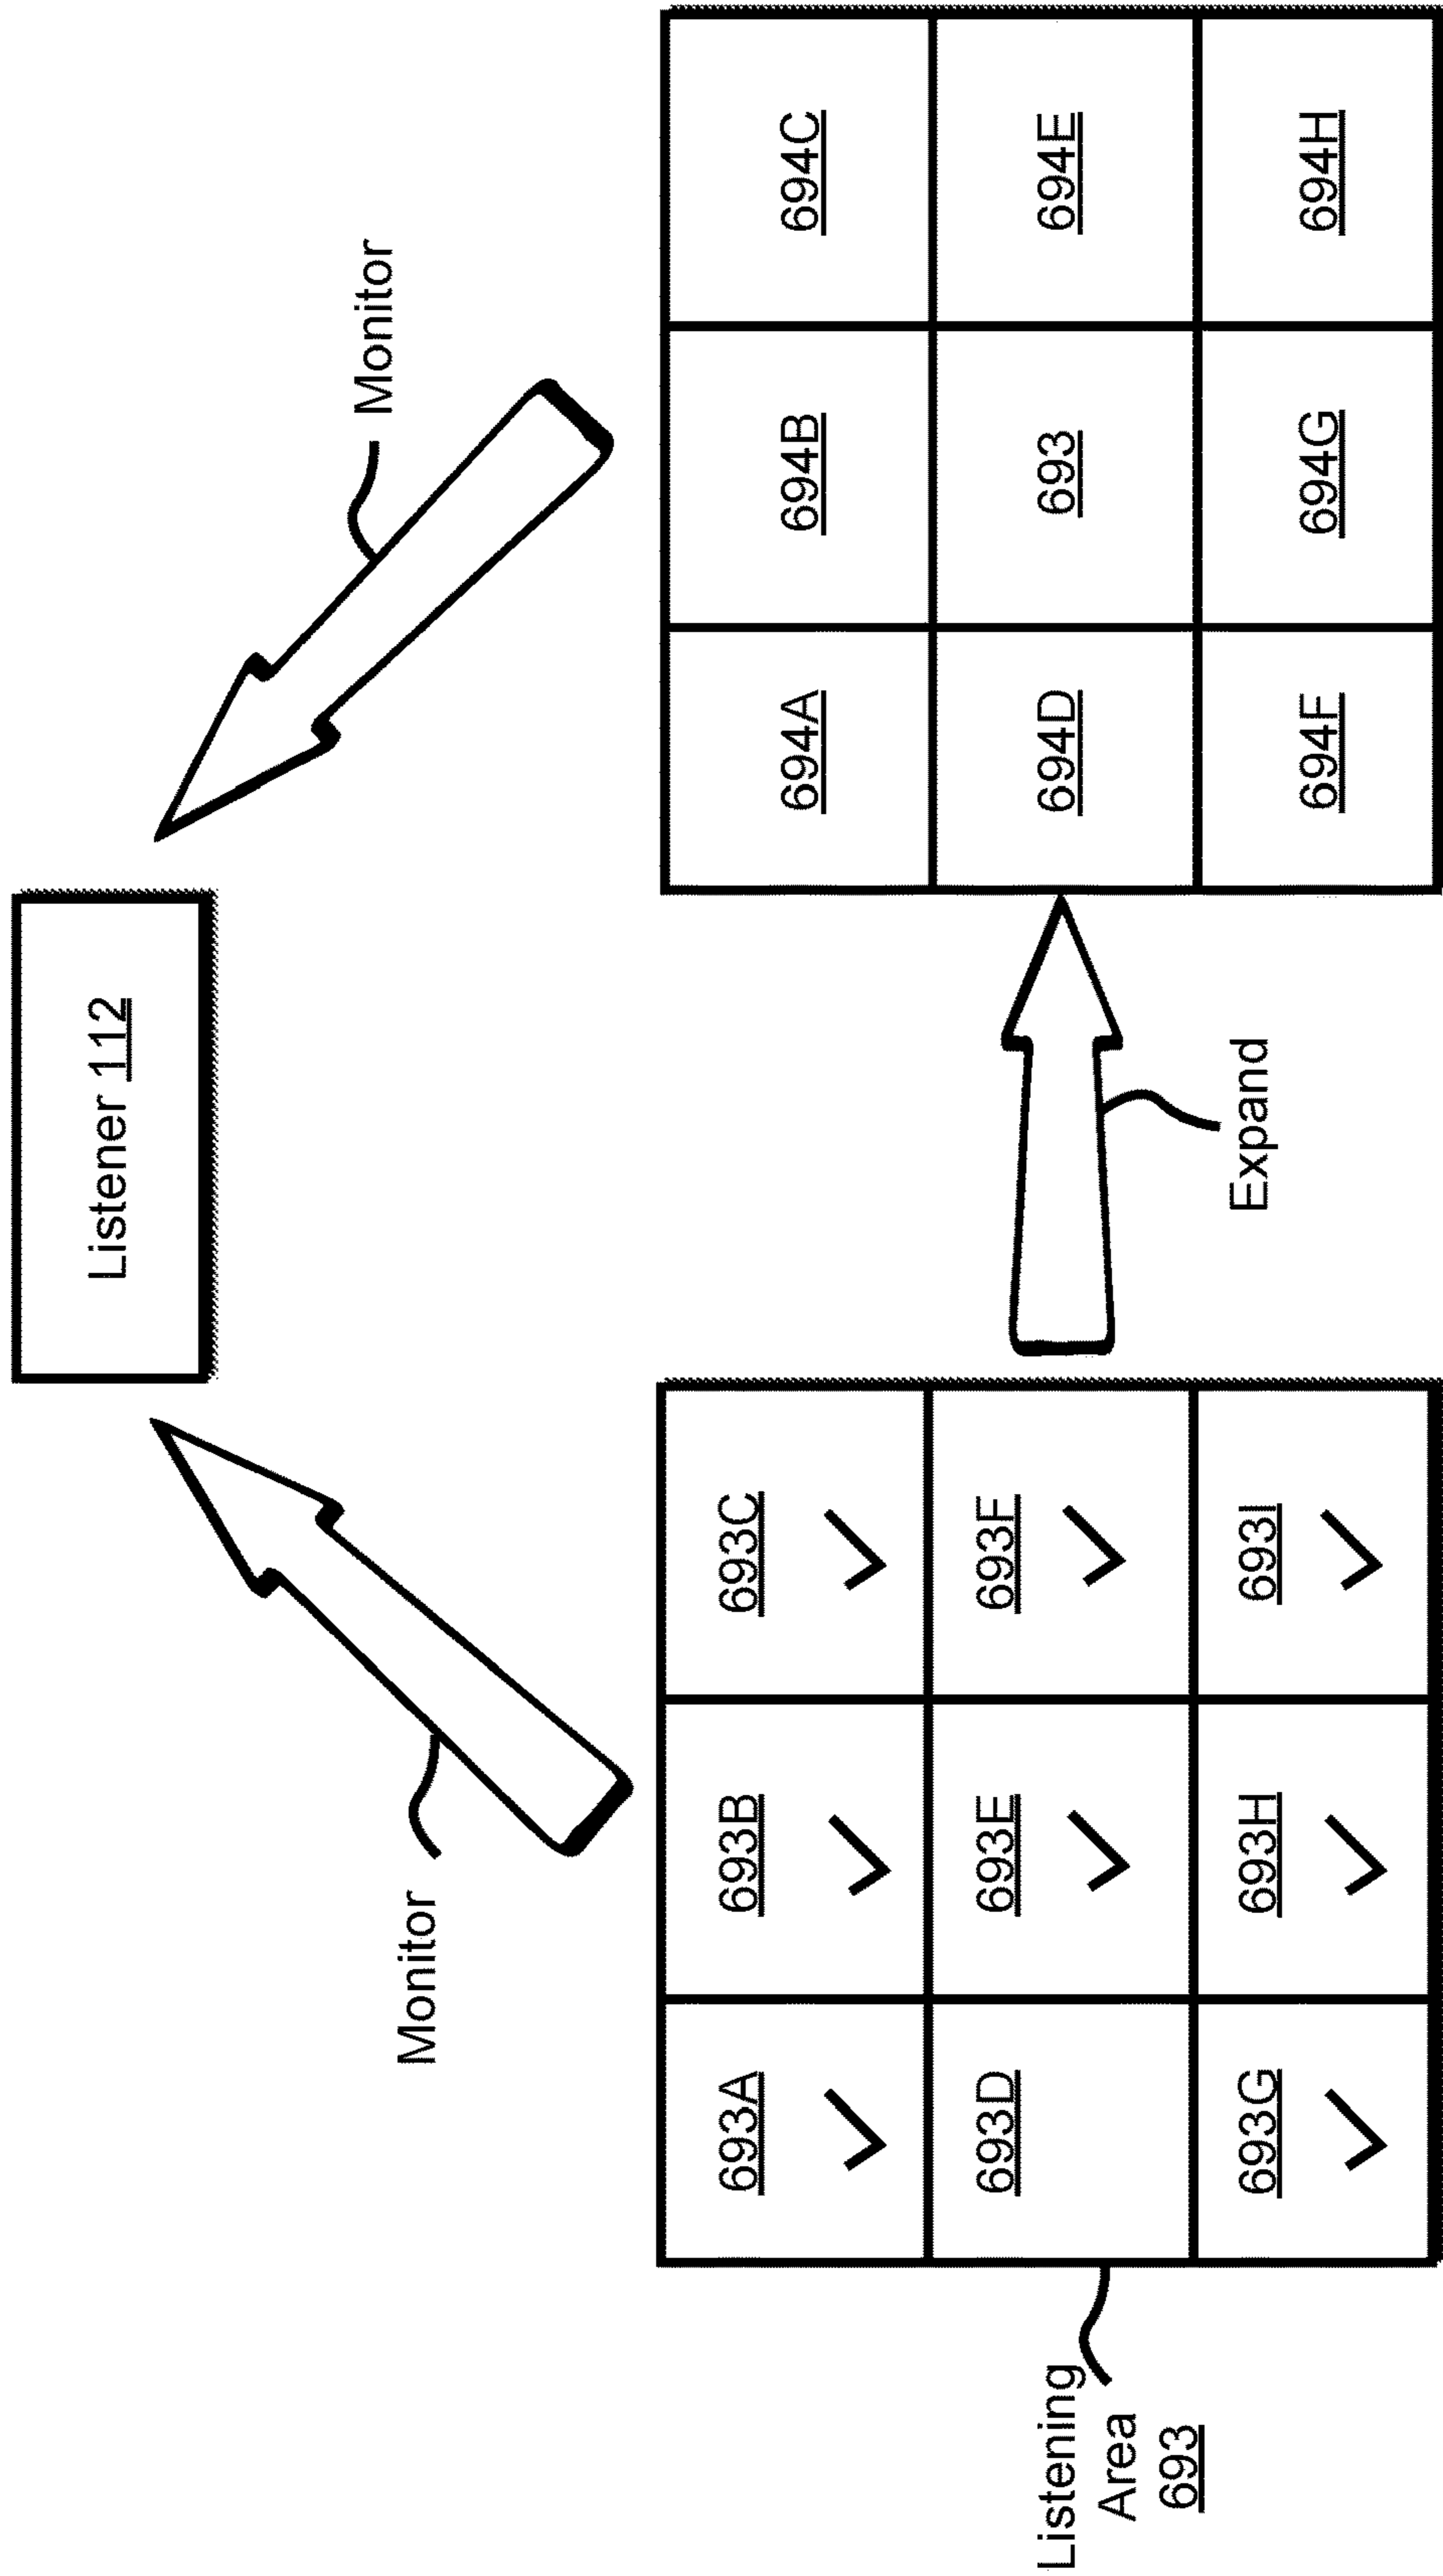 Listener 112
Monitor
Monitor
693A
693B
693C
693D
693E
693F
693G
693H
693I
Listening
Area
693
Expand
694A
694B
694C
694D
693
694E
694F
694G
694H